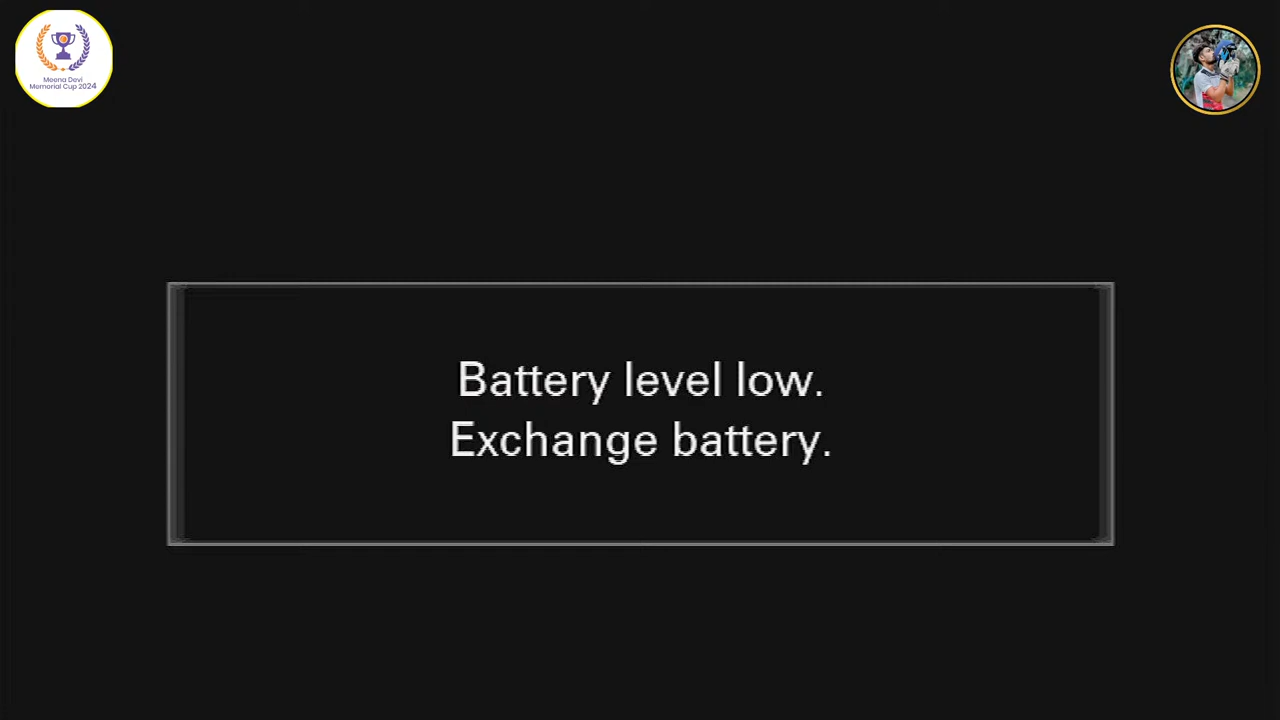 Meena Devi
Memorial Cup 2024
Battery level low.
Exchange battery.